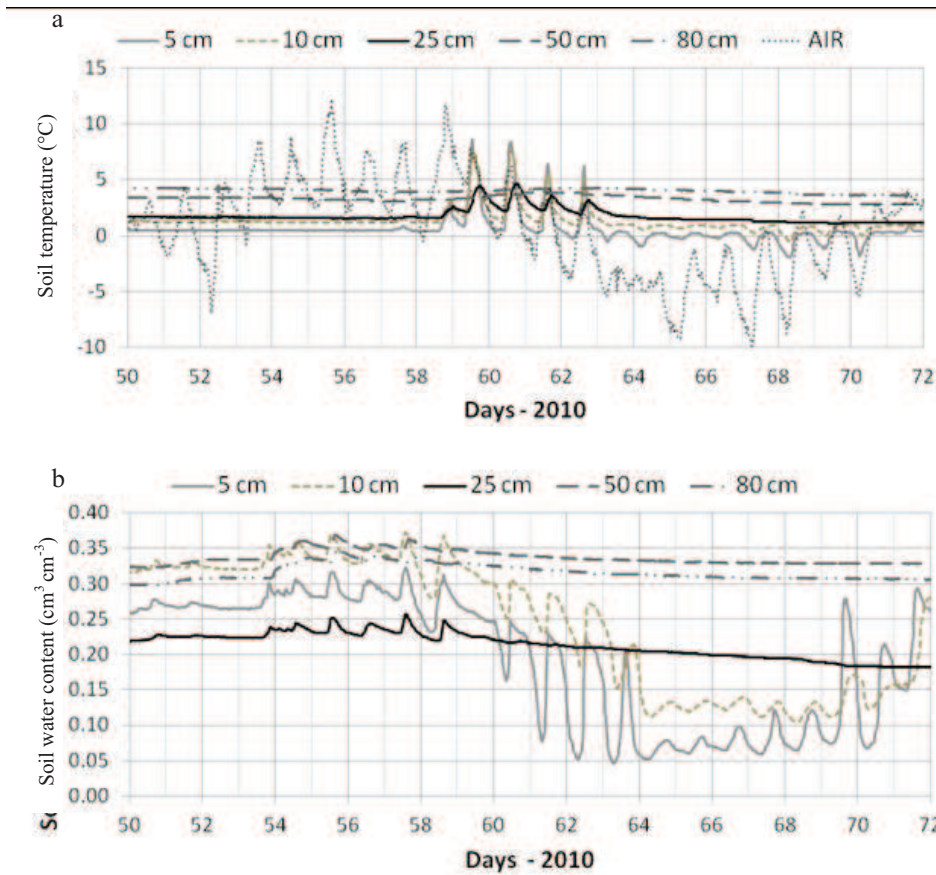 a
5 cm 10 cm 25 cm 50 cm 80 cm AIR
Soil temperature (°C)
15
10
5
0
-5
-10
50 52 54 56 58 60 62 64 66 68 70 72
Days - 2010
b
5 cm 10 cm 25 cm 50 cm 80 cm
Soil water content (cm³ cm⁻³)
0.40
0.35
0.30
0.25
0.20
0.15
0.10
0.05
0.00
50 52 54 56 58 60 62 64 66 68 70 72
Days - 2010